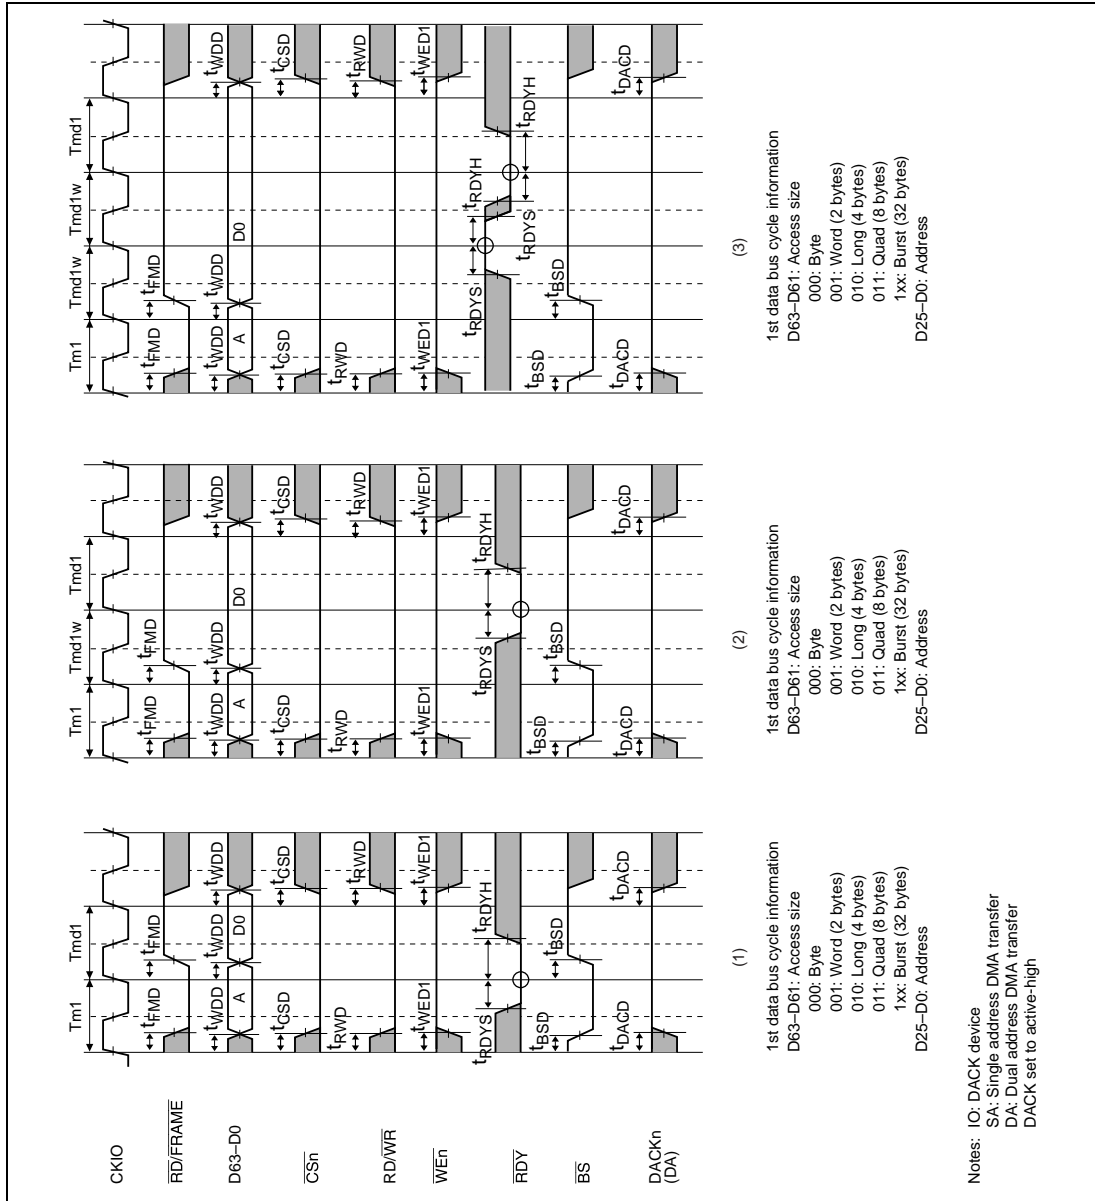 Tm1
Tmd1
CKIO
tFMD
tFMD
RD/FRAME
tWDD
tWDD
tWDD
A
D0
D63–D0
tCSD
tCSD
CSn
tRWD
tRWD
RD/WR
tWED1
tWED1
WEn
tRDYS
tRDYH
RDY
tBSD
tBSD
BS
tDACD
tDACD
DACKn
(DA)
(1)
1st data bus cycle information
D63–D61: Access size
000: Byte
001: Word (2 bytes)
010: Long (4 bytes)
011: Quad (8 bytes)
1xx: Burst (32 bytes)
D25–D0: Address
Tm1
Tmd1w
Tmd1
tFMD
tFMD
tWDD
tWDD
tWDD
A
D0
tCSD
tCSD
tRWD
tRWD
tWED1
tWED1
tRDYS
tRDYH
tBSD
tBSD
tDACD
tDACD
(2)
1st data bus cycle information
D63–D61: Access size
000: Byte
001: Word (2 bytes)
010: Long (4 bytes)
011: Quad (8 bytes)
1xx: Burst (32 bytes)
D25–D0: Address
Tm1
Tmd1w
Tmd1w
Tmd1
tFMD
tFMD
tWDD
tWDD
tWDD
A
D0
tCSD
tCSD
tRWD
tRWD
tWED1
tWED1
tRDYS
tRDYH
tRDYS
tRDYH
tBSD
tBSD
tDACD
tDACD
(3)
1st data bus cycle information
D63–D61: Access size
000: Byte
001: Word (2 bytes)
010: Long (4 bytes)
011: Quad (8 bytes)
1xx: Burst (32 bytes)
D25–D0: Address
Notes: IO: DACK device
SA: Single address DMA transfer
DA: Dual address DMA transfer
DACK set to active-high